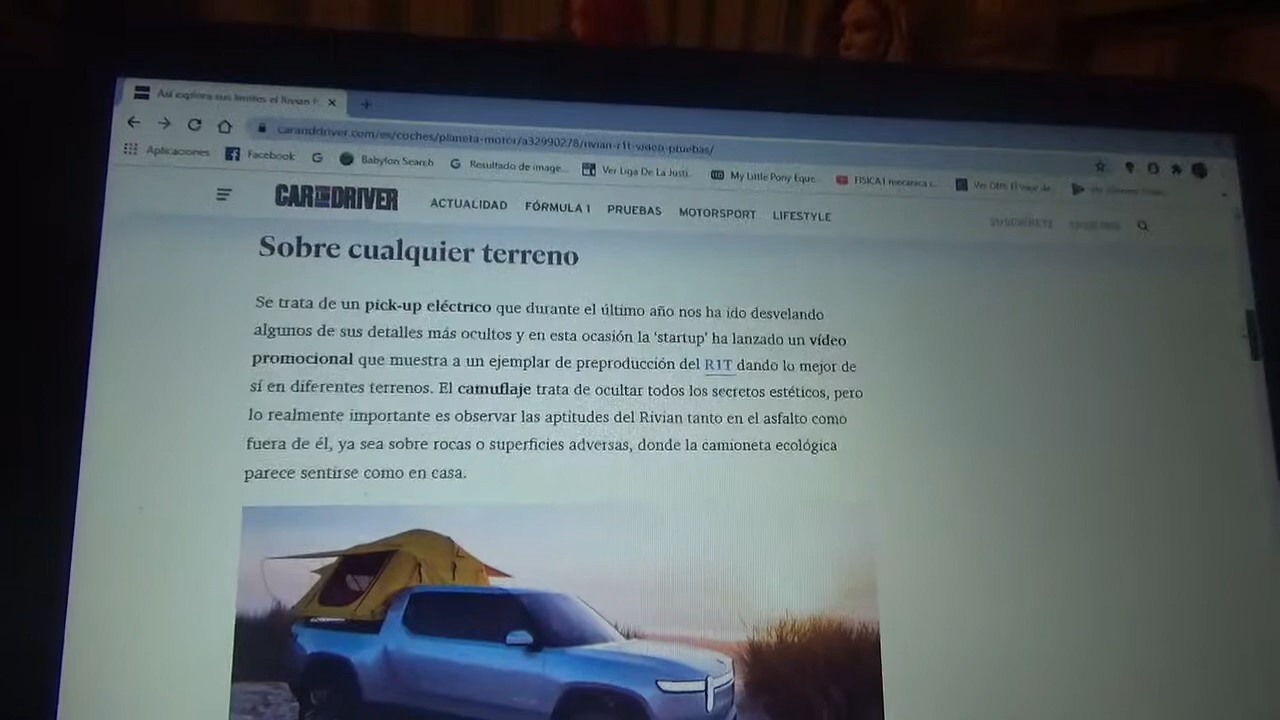 Así explora sus límites el Rivian R
caranddriver.com/es/coches/planeta-motor/a32990278/rivian-r1t-video-pruebas/
Aplicaciones
Facebook
Babylon Search
Resultado de image...
Ver Liga De La Justi...
My Little Pony Eque...
FISICA1 mecanica c...
CAR AND DRIVER
ACTUALIDAD
FÓRMULA 1
PRUEBAS
MOTORSPORT
LIFESTYLE
Sobre cualquier terreno
Se trata de un pick-up eléctrico que durante el último año nos ha ido desvelando
algunos de sus detalles más ocultos y en esta ocasión la 'startup' ha lanzado un vídeo
promocional que muestra a un ejemplar de preproducción del R1T dando lo mejor de
sí en diferentes terrenos. El camuflaje trata de ocultar todos los secretos estéticos, pero
lo realmente importante es observar las aptitudes del Rivian tanto en el asfalto como
fuera de él, ya sea sobre rocas o superficies adversas, donde la camioneta ecológica
parece sentirse como en casa.